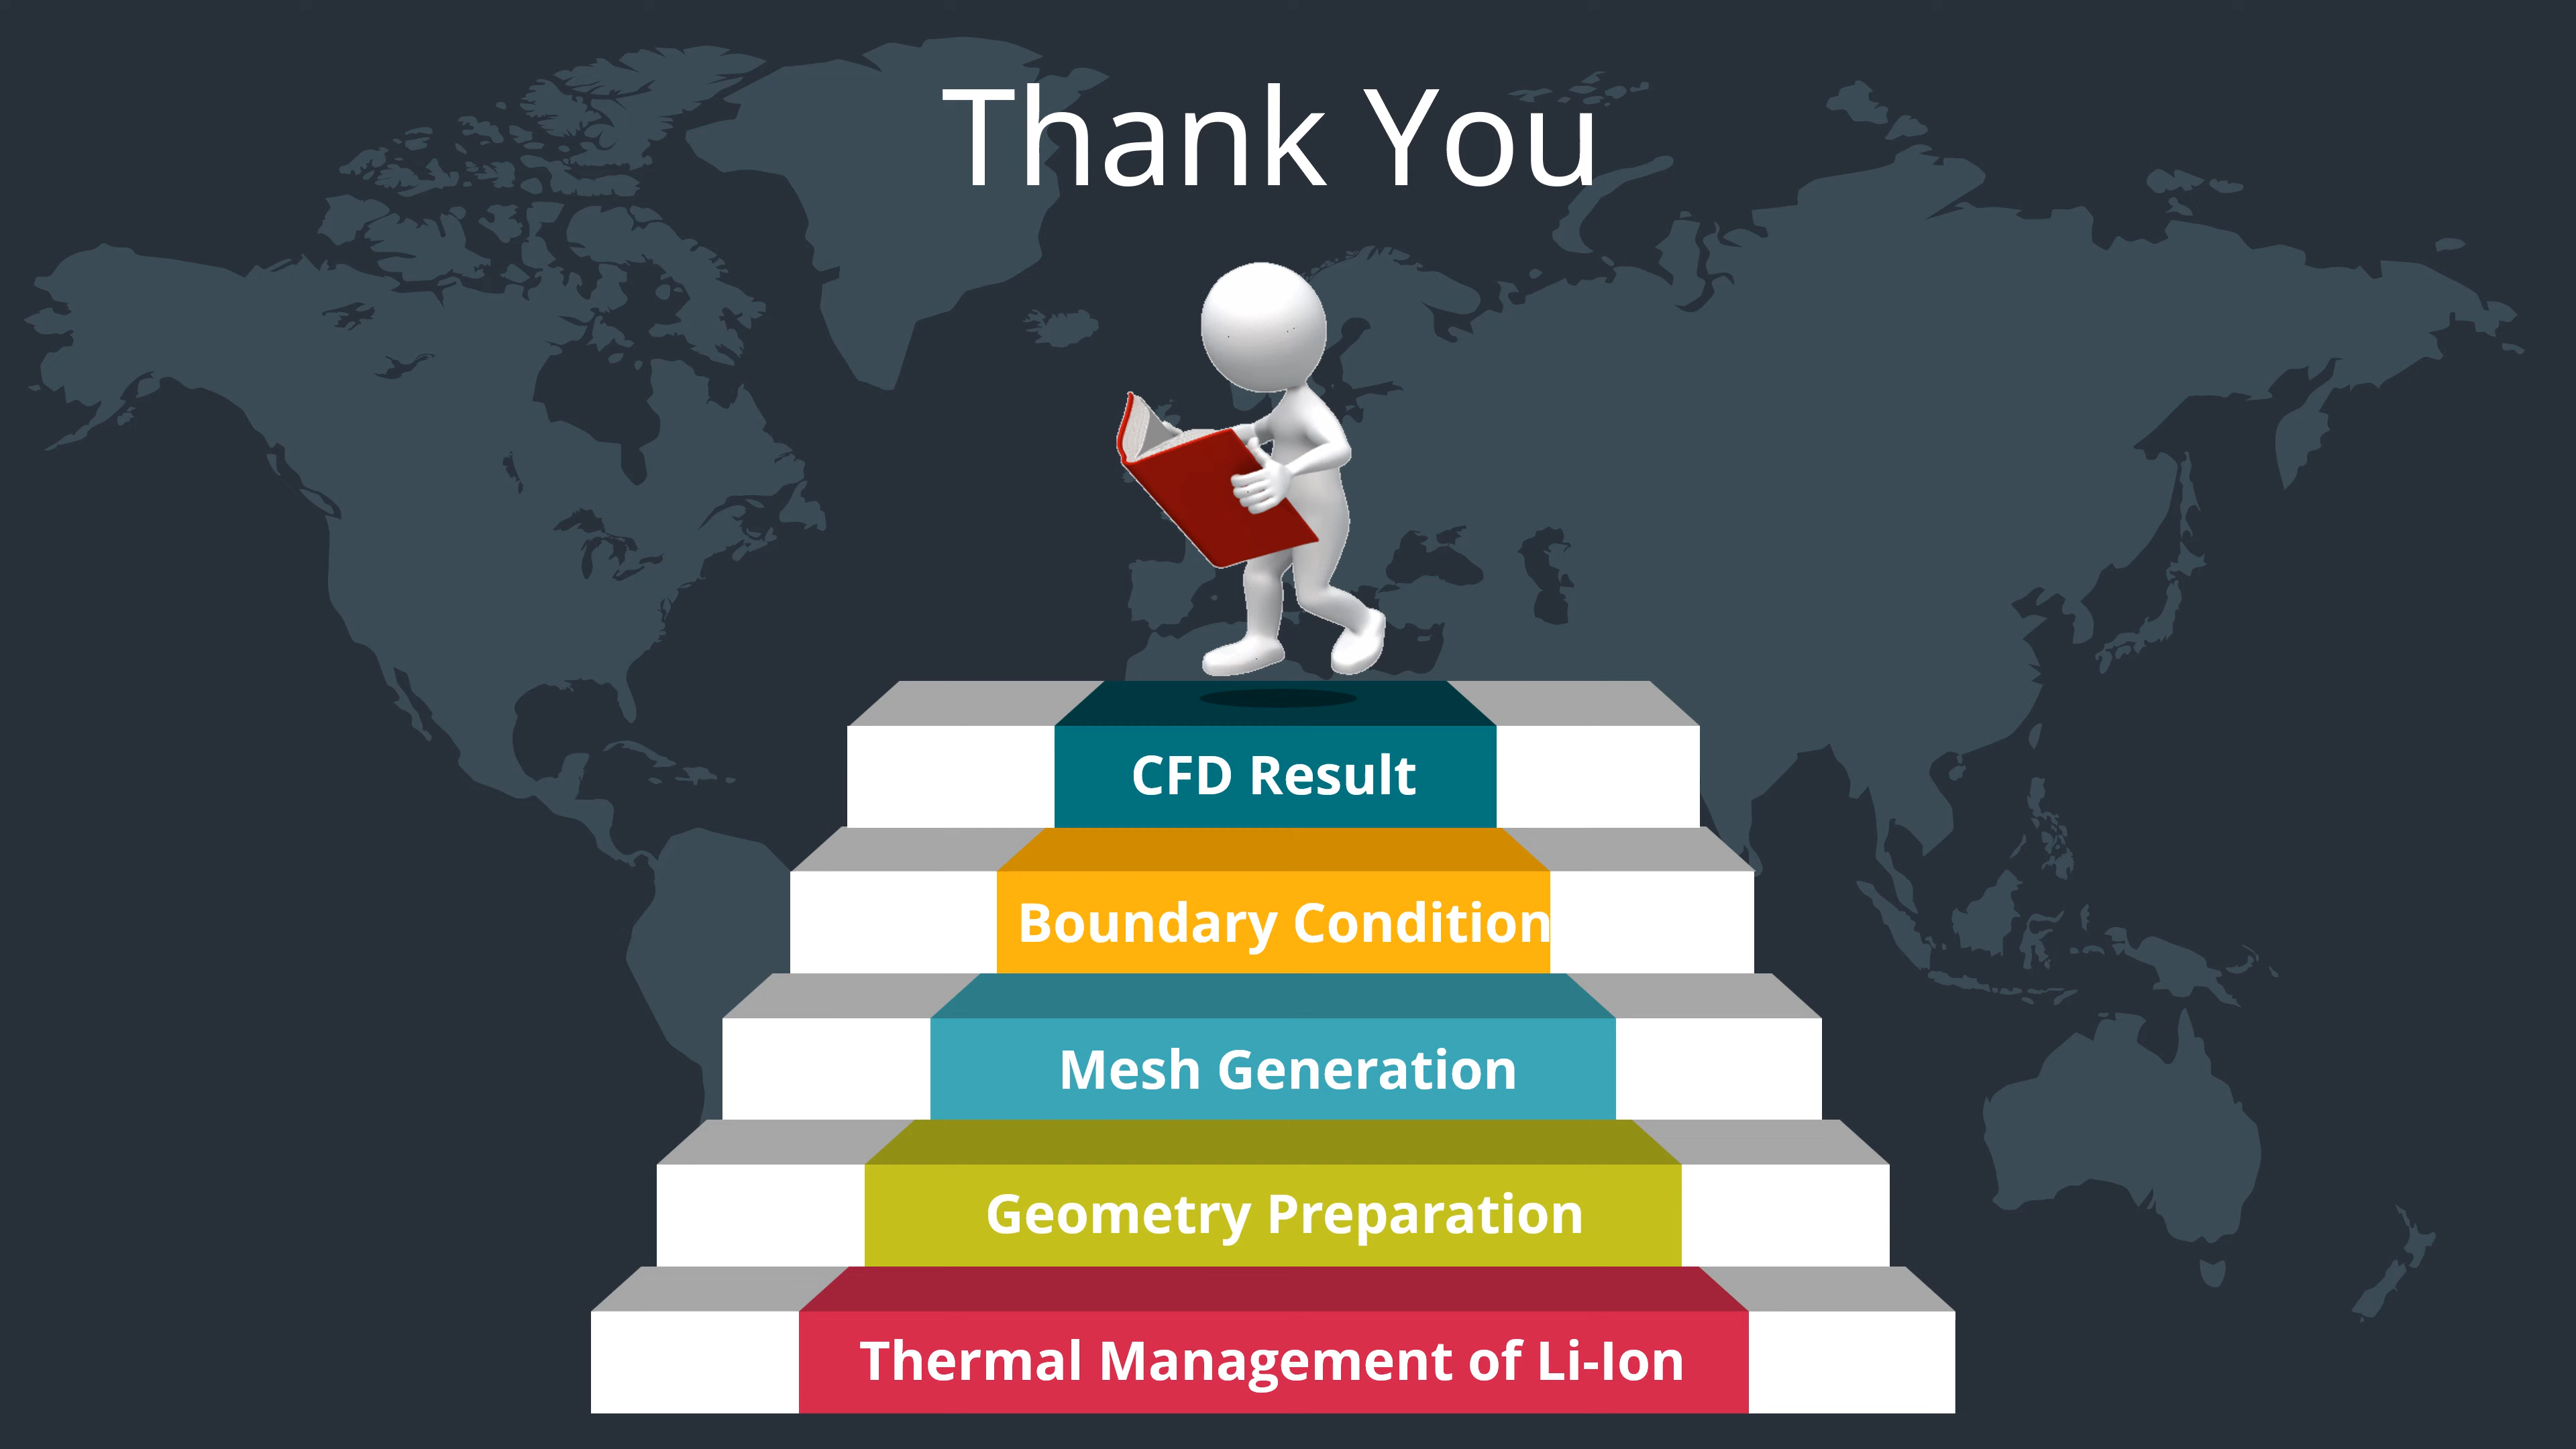 Thank You
CFD Result
Boundary Condition
Mesh Generation
Geometry Preparation
Thermal Management of Li-Ion